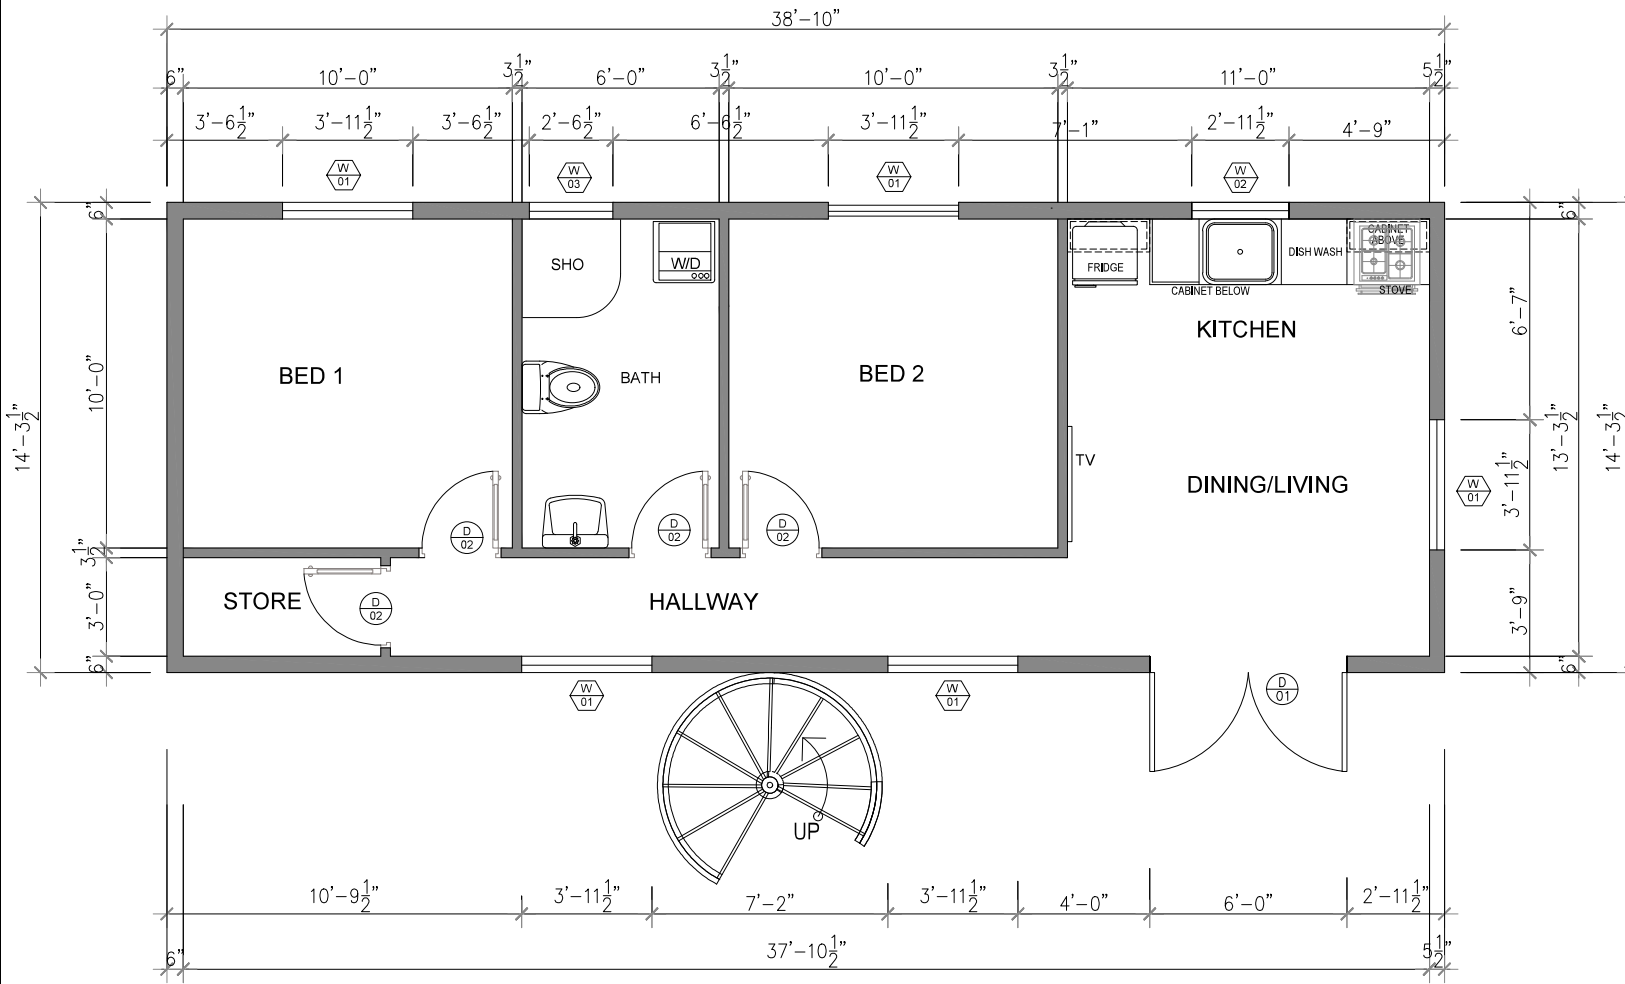 38'-10"
6" 10'-0" 3½" 6'-0" 3½" 10'-0" 3½" 11'-0" 5½"
3'-6½" 3'-11½" 3'-6½" 2'-6½" 6'-6½" 3'-11½" 7'-1" 2'-11½" 4'-9"
W
01
W
03
W
01
W
02
6"
6"
SHO
W/D
FRIDGE
CABINET BELOW
DISH WASH
CABINET
ABOVE
STOVE
KITCHEN
BED 1
BATH
BED 2
TV
DINING/LIVING
14'-3½"
10'-0"
3½"
3'-0"
6"
6'-7"
3'-11½"
3'-9"
13'-3½"
6"
14'-3½"
W
01
D
02
D
02
D
02
STORE
D
02
HALLWAY
W
01
W
01
D
01
UP
10'-9½" 3'-11½" 7'-2" 3'-11½" 4'-0" 6'-0" 2'-11½"
6" 37'-10½" 5½"